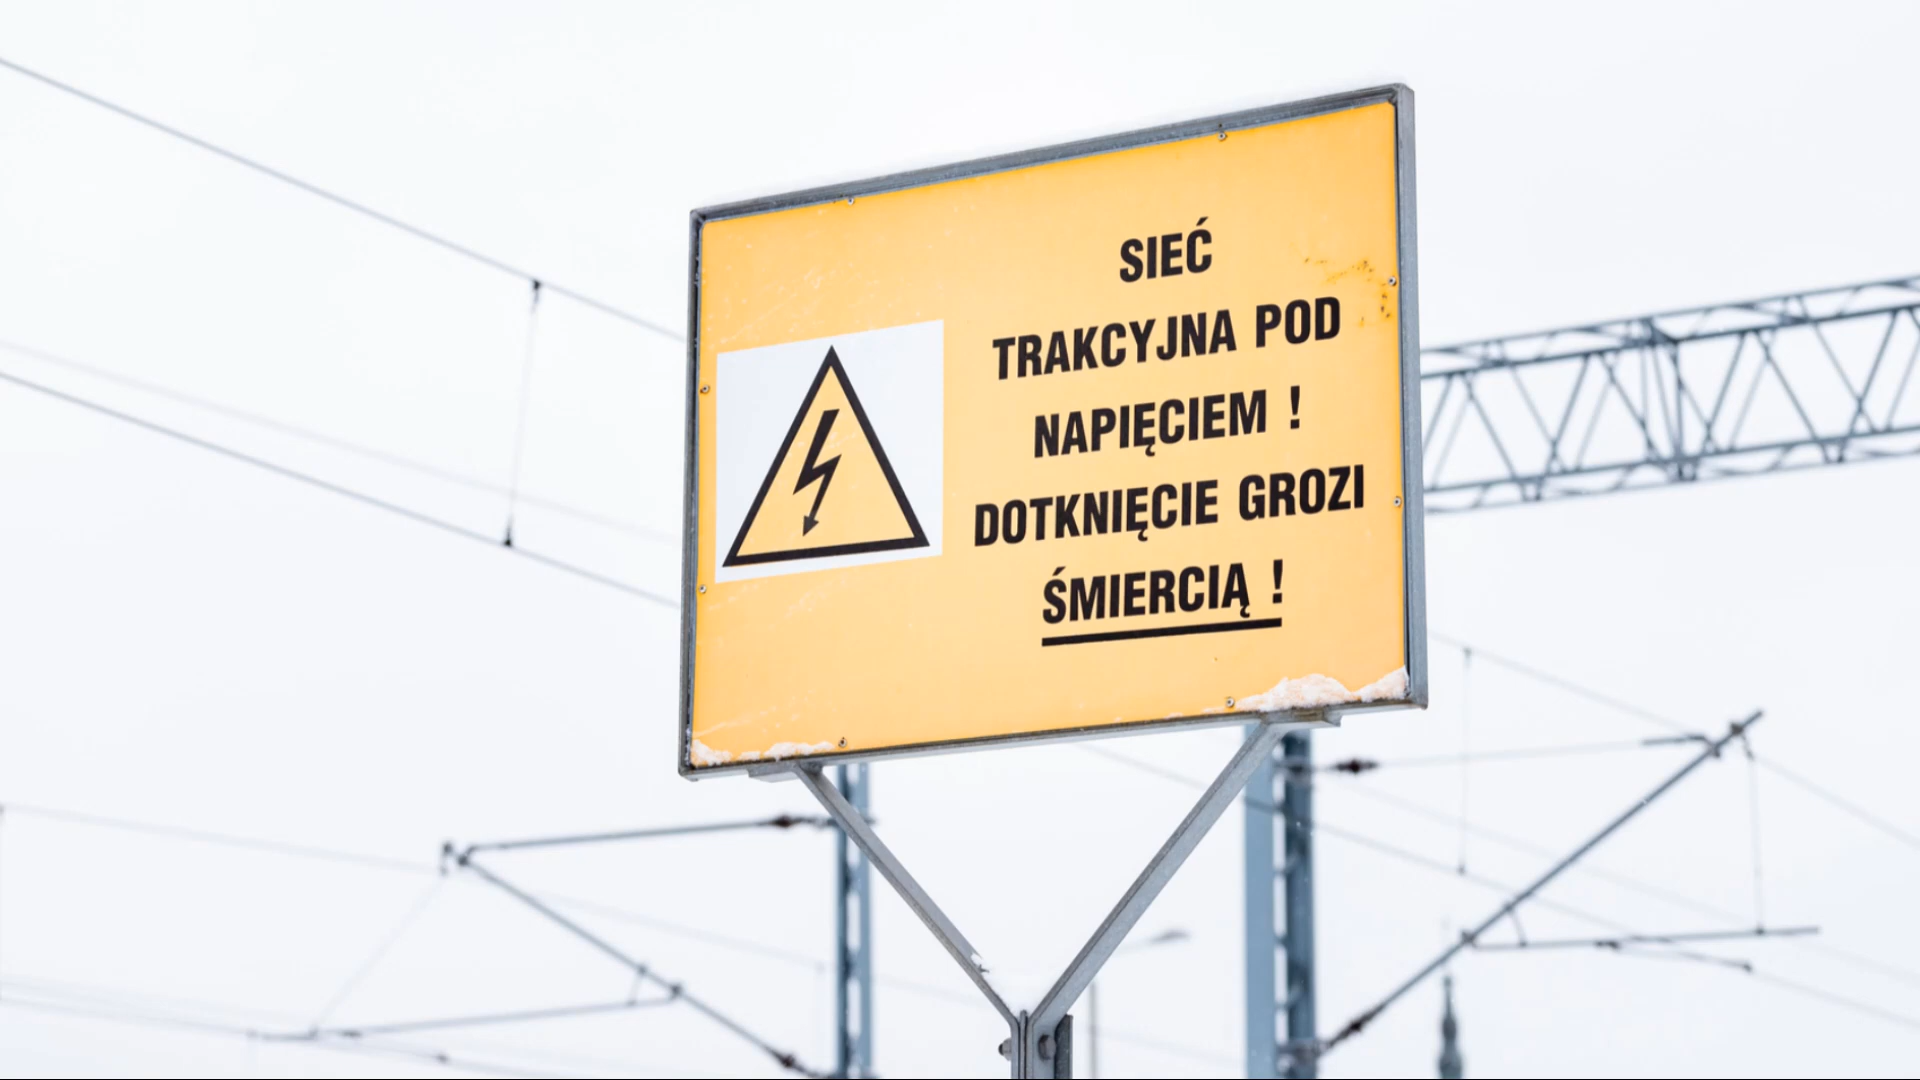 SIEĆ
TRAKCYJNA POD
NAPIĘCIEM !
DOTKNIĘCIE GROZI
ŚMIERCIĄ !